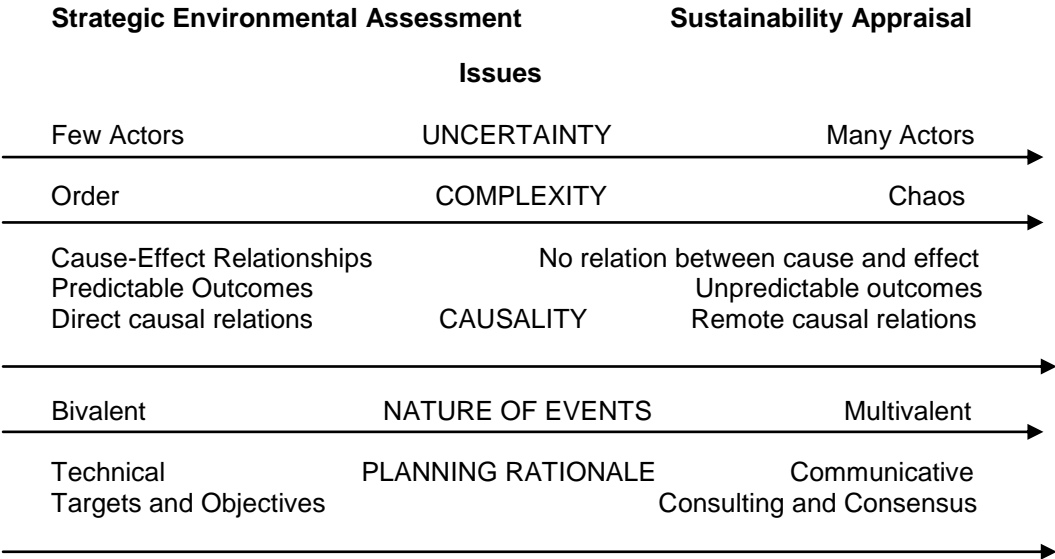 Strategic Environmental Assessment Sustainability Appraisal
Issues
Few Actors UNCERTAINTY Many Actors
Order COMPLEXITY Chaos
Cause-Effect Relationships No relation between cause and effect
Predictable Outcomes Unpredictable outcomes
Direct causal relations CAUSALITY Remote causal relations
Bivalent NATURE OF EVENTS Multivalent
Technical PLANNING RATIONALE Communicative
Targets and Objectives Consulting and Consensus